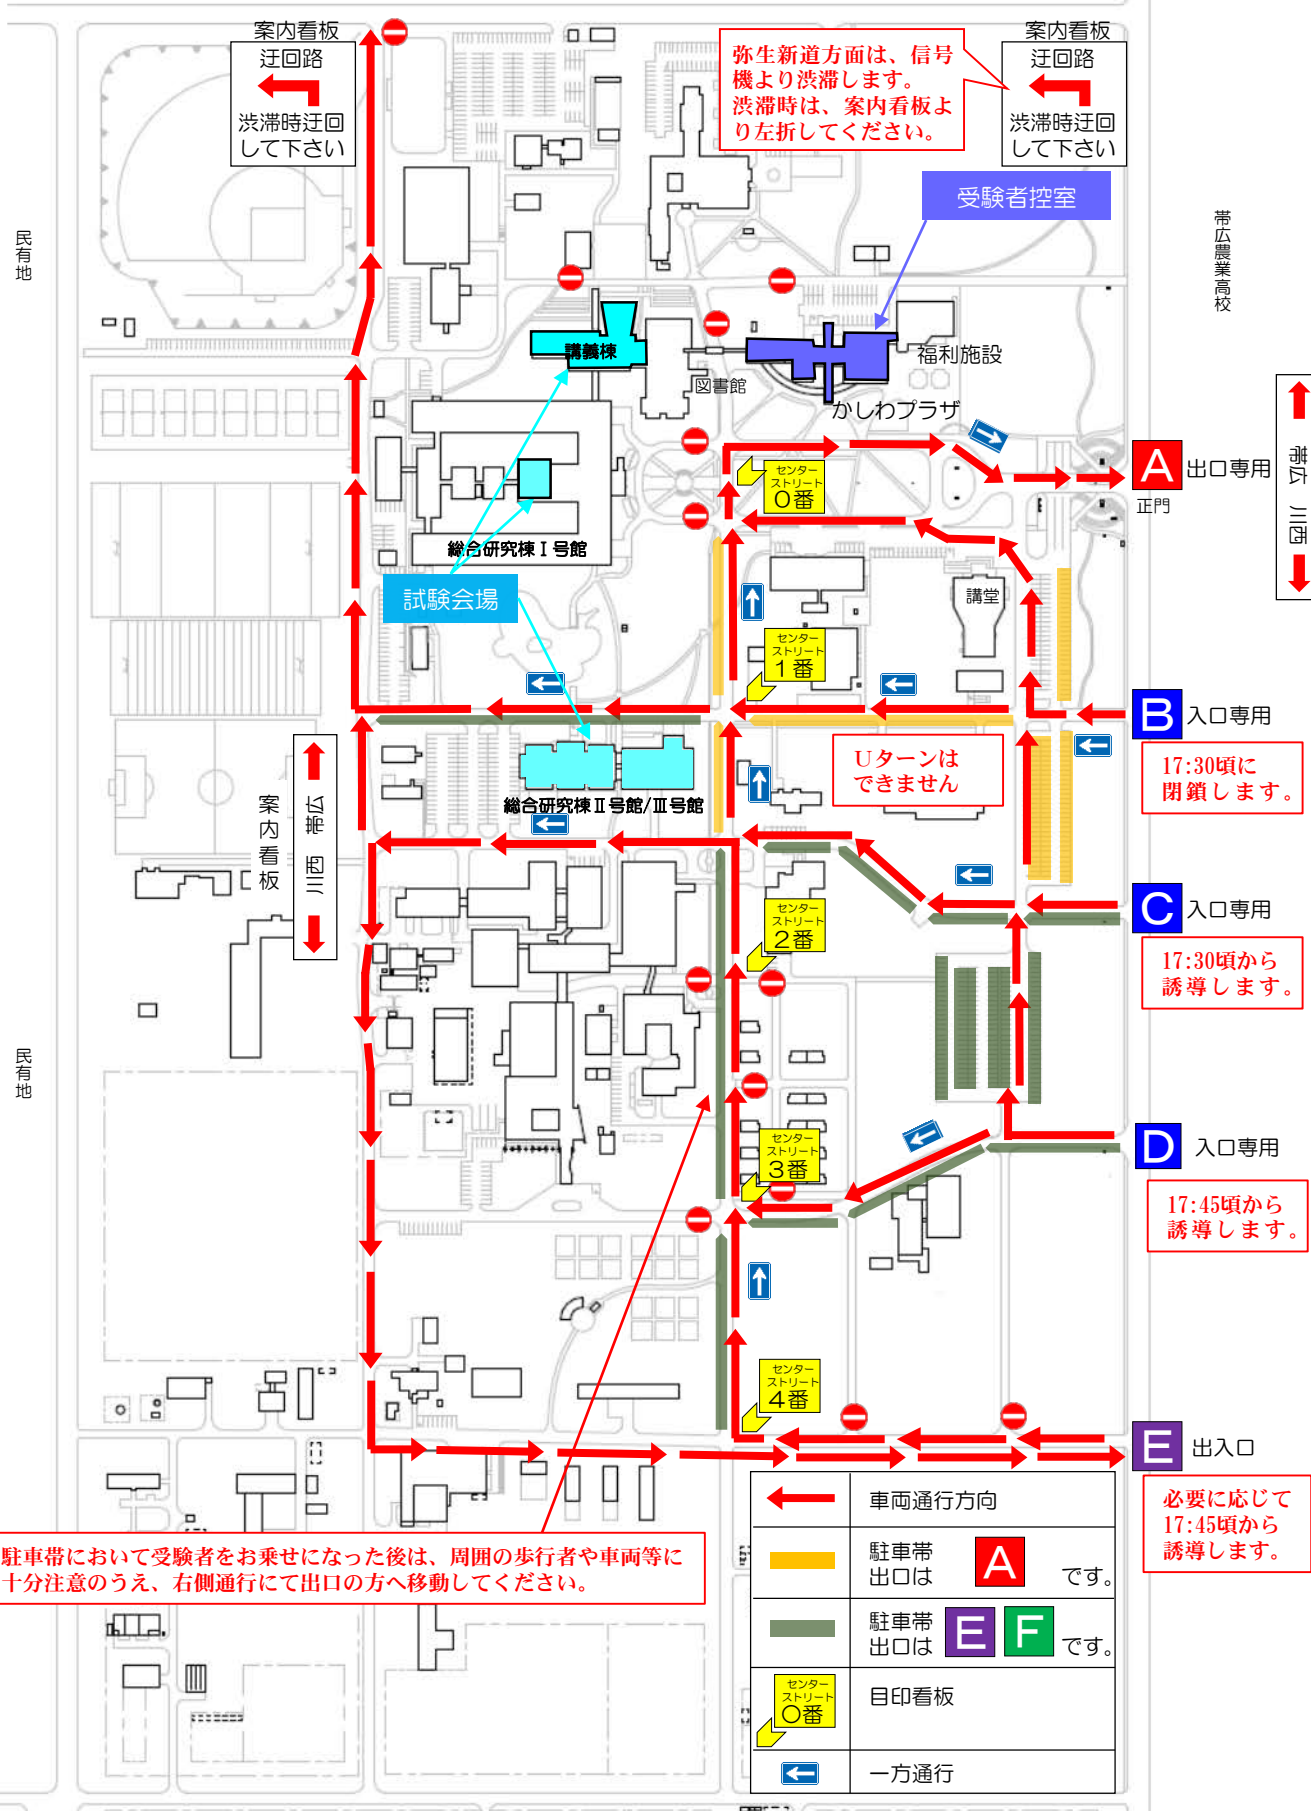 案内看板
迂回路
渋滞時迂回
して下さい
弥生新道方面は、信号
機より渋滞します。
渋滞時は、案内看板よ
り左折してください。
案内看板
迂回路
渋滞時迂回
して下さい
受験者控室
民有地
帯広農業高校
講義棟
図書館
福利施設
かしわプラザ
センター
ストリート
0番
A
出口専用
正門
帯広
川西
総合研究棟Ⅰ号館
試験会場
講堂
センター
ストリート
1番
B
入口専用
17:30頃に
閉鎖します。
Uターンは
できません
総合研究棟Ⅱ号館/Ⅲ号館
案内看板
帯広
川西
センター
ストリート
2番
C
入口専用
17:30頃から
誘導します。
民有地
センター
ストリート
3番
D
入口専用
17:45頃から
誘導します。
センター
ストリート
4番
E
出入口
必要に応じて
17:45頃から
誘導します。
駐車帯において受験者をお乗せになった後は、周囲の歩行者や車両等に
十分注意のうえ、右側通行にて出口の方へ移動してください。
車両通行方向
駐車帯
出口は A です。
駐車帯
出口は E F です。
センター
ストリート
〇番
目印看板
一方通行